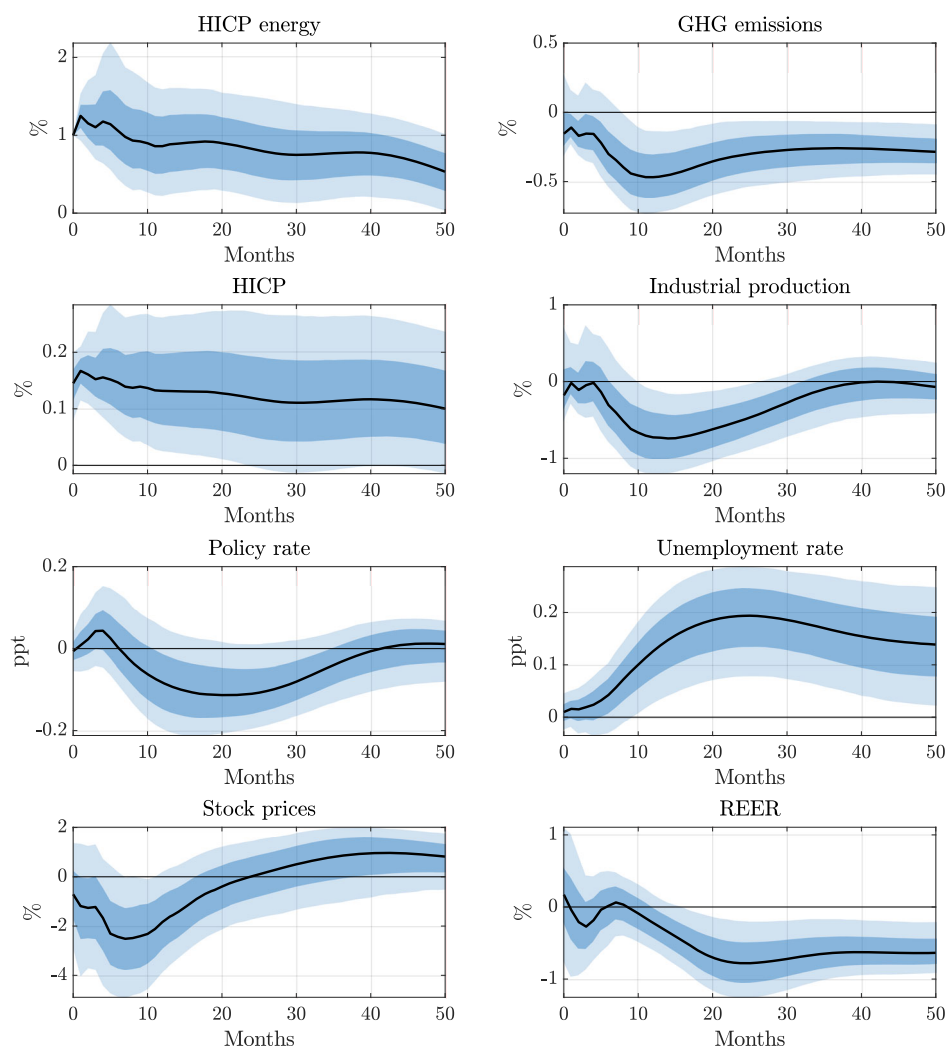 HICP energy
2
1
0
%
0 10 20 30 40 50
Months
GHG emissions
0.5
0
-0.5
%
0 10 20 30 40 50
Months
HICP
0.2
0.1
0
%
0 10 20 30 40 50
Months
Industrial production
1
0
-1
%
0 10 20 30 40 50
Months
Policy rate
0.2
0
-0.2
ppt
0 10 20 30 40 50
Months
Unemployment rate
0.2
0.1
0
ppt
0 10 20 30 40 50
Months
Stock prices
2
0
-2
-4
%
0 10 20 30 40 50
Months
REER
1
0
-1
%
0 10 20 30 40 50
Months